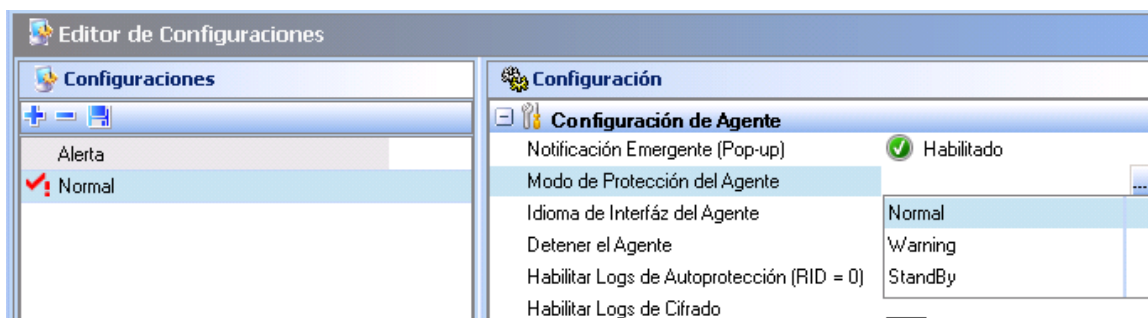 Editor de Configuraciones
Configuraciones
Alerta
Normal
Configuración
Configuración de Agente
Notificación Emergente (Pop-up) Habilitado
Modo de Protección del Agente ...
Idioma de Interfáz del Agente Normal
Detener el Agente Warning
Habilitar Logs de Autoprotección (RID = 0) StandBy
Habilitar Logs de Cifrado